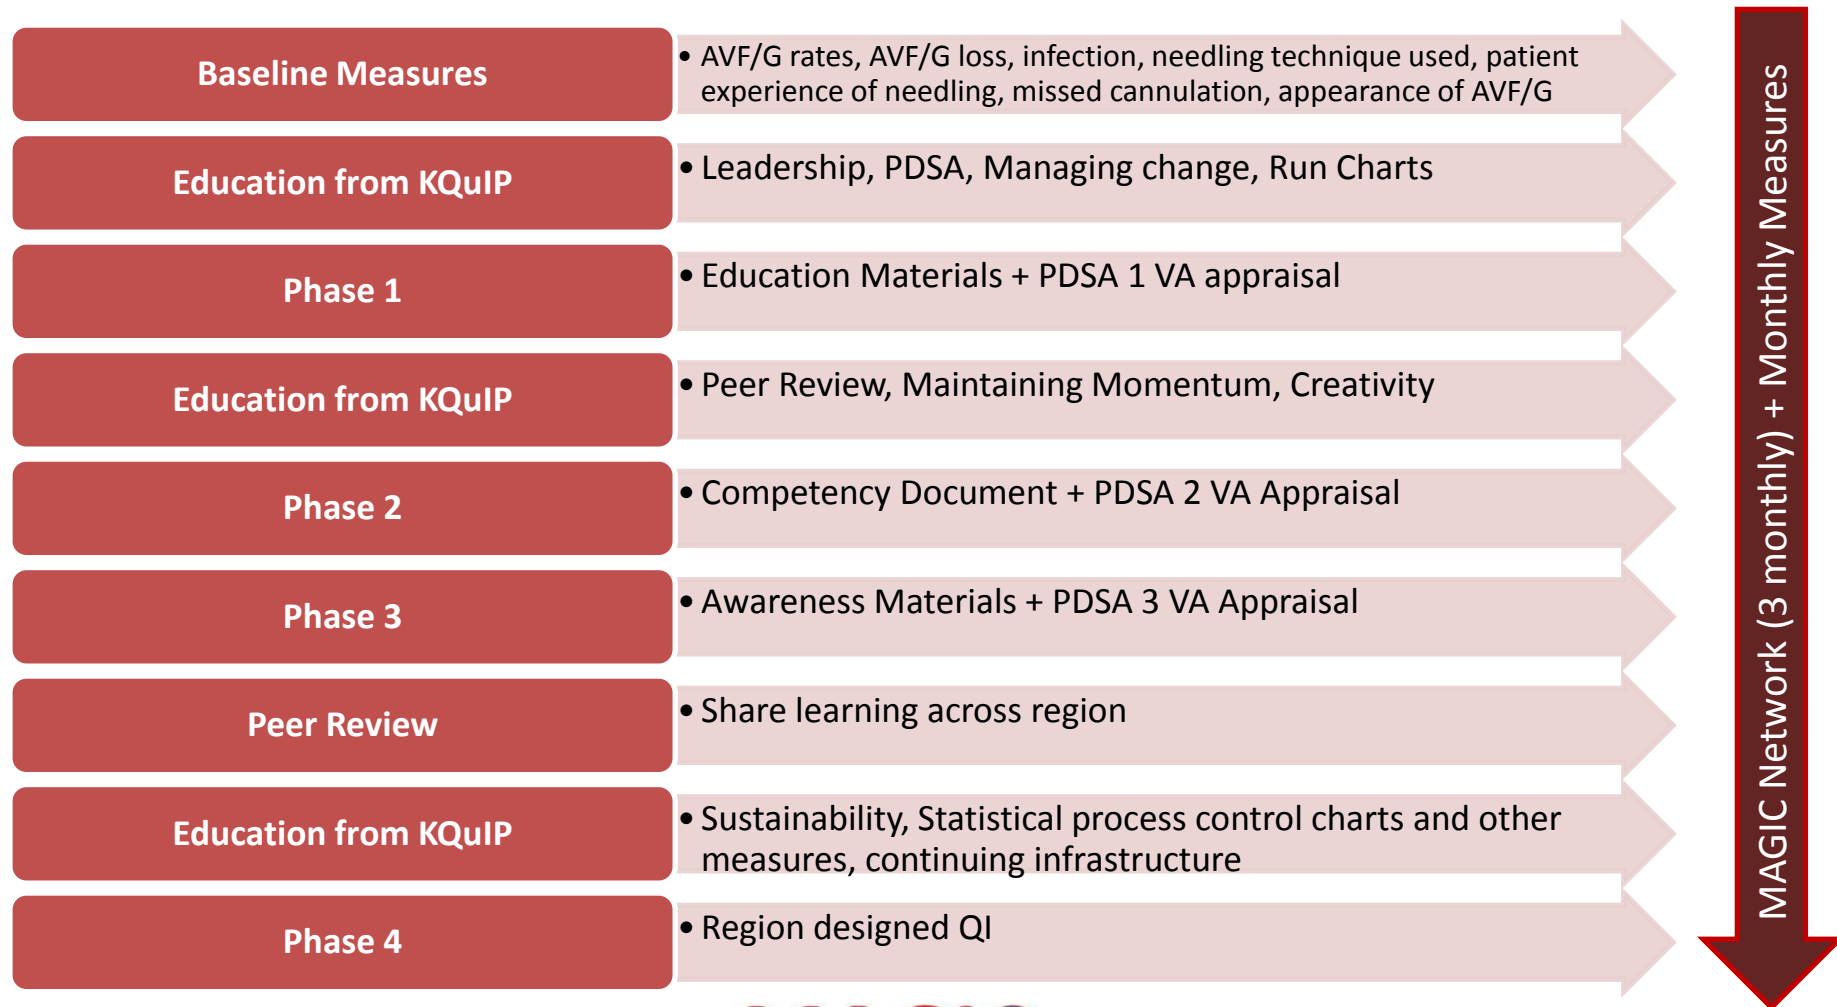 Baseline Measures
• AVF/G rates, AVF/G loss, infection, needling technique used, patient
experience of needling, missed cannulation, appearance of AVF/G
Education from KQuIP
• Leadership, PDSA, Managing change, Run Charts
Phase 1
• Education Materials + PDSA 1 VA appraisal
Education from KQuIP
• Peer Review, Maintaining Momentum, Creativity
Phase 2
• Competency Document + PDSA 2 VA Appraisal
Phase 3
• Awareness Materials + PDSA 3 VA Appraisal
Peer Review
• Share learning across region
Education from KQuIP
• Sustainability, Statistical process control charts and other
measures, continuing infrastructure
Phase 4
• Region designed QI
MAGIC Network (3 monthly) + Monthly Measures